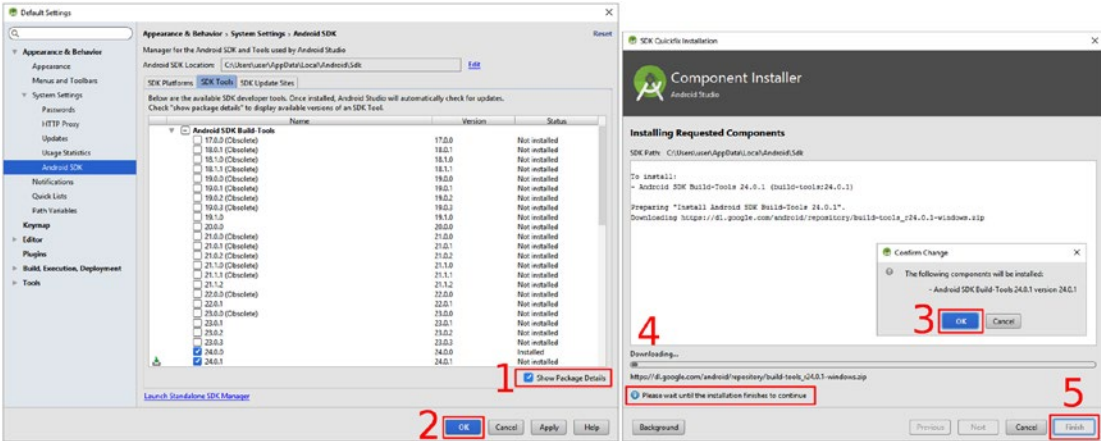 Default Settings
Appearance & Behavior
Appearance
Menus and Toolbars
System Settings
Passwords
HTTP Proxy
Updates
Usage Statistics
Android SDK
Notifications
Quick Lists
Path Variables
Keymap
Editor
Plugins
Build, Execution, Deployment
Tools
Appearance & Behavior › System Settings › Android SDK
Reset
Manager for the Android SDK and Tools used by Android Studio
Android SDK Location: C:\Users\user\AppData\Local\Android\Sdk Edit
SDK Platforms SDK Tools SDK Update Sites
Below are the available SDK developer tools. Once installed, Android Studio will automatically check for updates.
Check "show package details" to display available versions of an SDK Tool.
Name Version Status
Android SDK Build-Tools
17.0.0 (Obsolete) 17.0.0 Not installed
18.0.1 (Obsolete) 18.0.1 Not installed
18.1.0 (Obsolete) 18.1.0 Not installed
18.1.1 (Obsolete) 18.1.1 Not installed
19.0.0 (Obsolete) 19.0.0 Not installed
19.0.1 (Obsolete) 19.0.1 Not installed
19.0.2 (Obsolete) 19.0.2 Not installed
19.0.3 (Obsolete) 19.0.3 Not installed
19.1.0 19.1.0 Not installed
20.0.0 20.0.0 Not installed
21.0.0 (Obsolete) 21.0.0 Not installed
21.0.1 (Obsolete) 21.0.1 Not installed
21.0.2 (Obsolete) 21.0.2 Not installed
21.1.0 (Obsolete) 21.1.0 Not installed
21.1.1 (Obsolete) 21.1.1 Not installed
21.1.2 21.1.2 Not installed
22.0.0 (Obsolete) 22.0.0 Not installed
22.0.1 22.0.1 Not installed
23.0.0 (Obsolete) 23.0.0 Not installed
23.0.1 23.0.1 Not installed
23.0.2 23.0.2 Not installed
23.0.3 23.0.3 Not installed
24.0.0 24.0.0 Installed
24.0.1 24.0.1 Not installed
1 Show Package Details
Launch Standalone SDK Manager
2 OK Cancel Apply Help
SDK Quickfix Installation
Component Installer
Android Studio
Installing Requested Components
SDK Path: C:\Users\user\AppData\Local\Android\Sdk
To install:
- Android SDK Build-Tools 24.0.1 (build-tools;24.0.1)
Preparing "Install Android SDK Build-Tools 24.0.1".
Downloading https://dl.google.com/android/repository/build-tools_r24.0.1-windows.zip
Confirm Change
The following components will be installed:
- Android SDK Build-Tools 24.0.1 version 24.0.1
3 OK Cancel
4
Downloading...
https://dl.google.com/android/repository/build-tools_r24.0.1-windows.zip
Please wait until the installation finishes to continue
5
Background Previous Next Cancel Finish